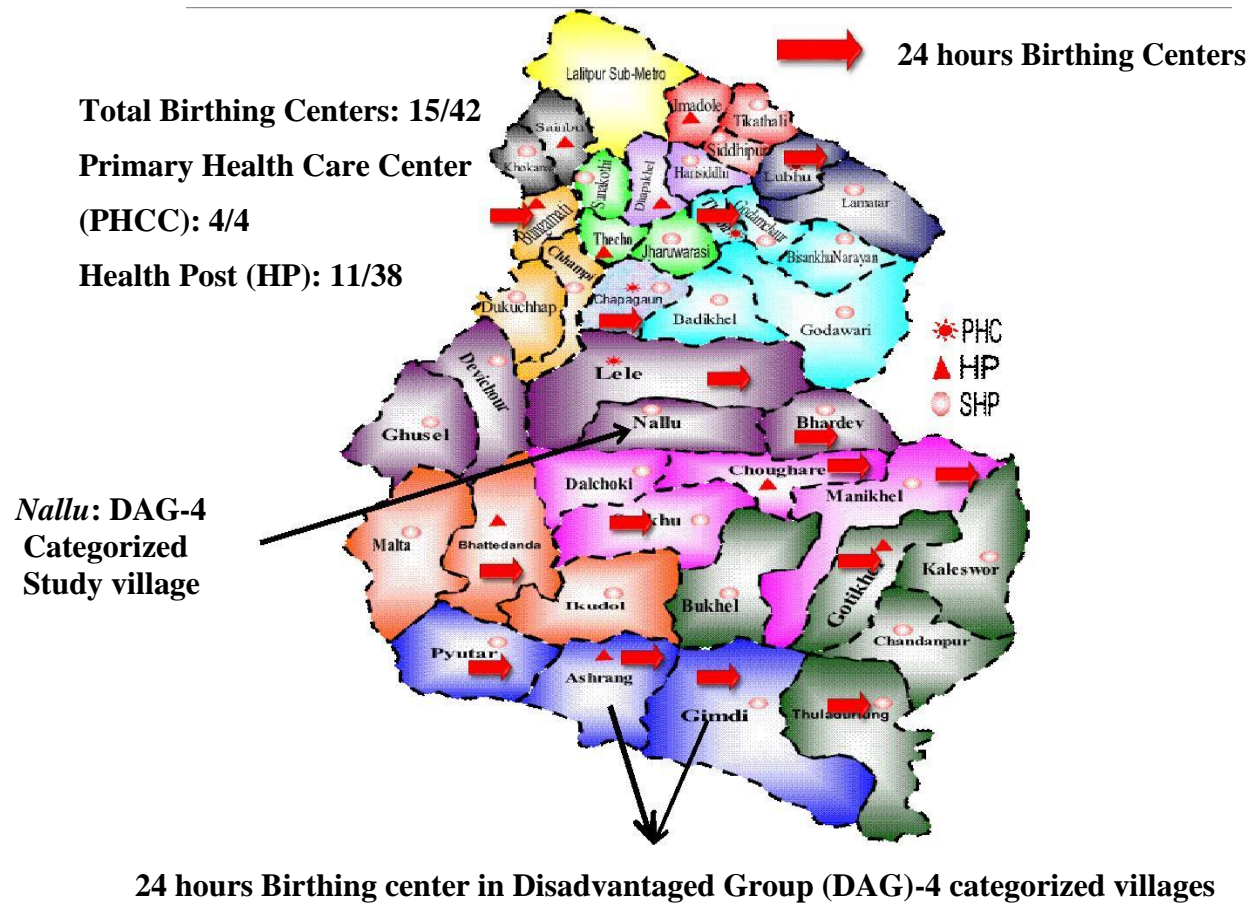 24 hours Birthing Centers
Total Birthing Centers: 15/42
Primary Health Care Center
(PHCC): 4/4
Health Post (HP): 11/38
Lalitpur Sub-Metro
Imadole
Tikathali
Sainbu
Siddhipur
Khokana
Lubhu
Harisiddhi
Sunakothi
Dhapakhel
Lamatar
Bungamati
Godamchaur
Thecho
Jharuwarasi
BisankhuNarayan
Chhampi
Dukuchhap
Chapagaun
Badikhel
Godawari
PHC
HP
SHP
Lele
Devichour
Nallu
Bhardev
Ghusel
Choughare
Dalchoki
Manikhel
Nallu: DAG-4
Categorized
Study village
Malta
Bhattedanda
Kaleswor
Ikudol
Bukhel
Chandanpur
Pyutar
Ashrang
Gimdi
24 hours Birthing center in Disadvantaged Group (DAG)-4 categorized villages